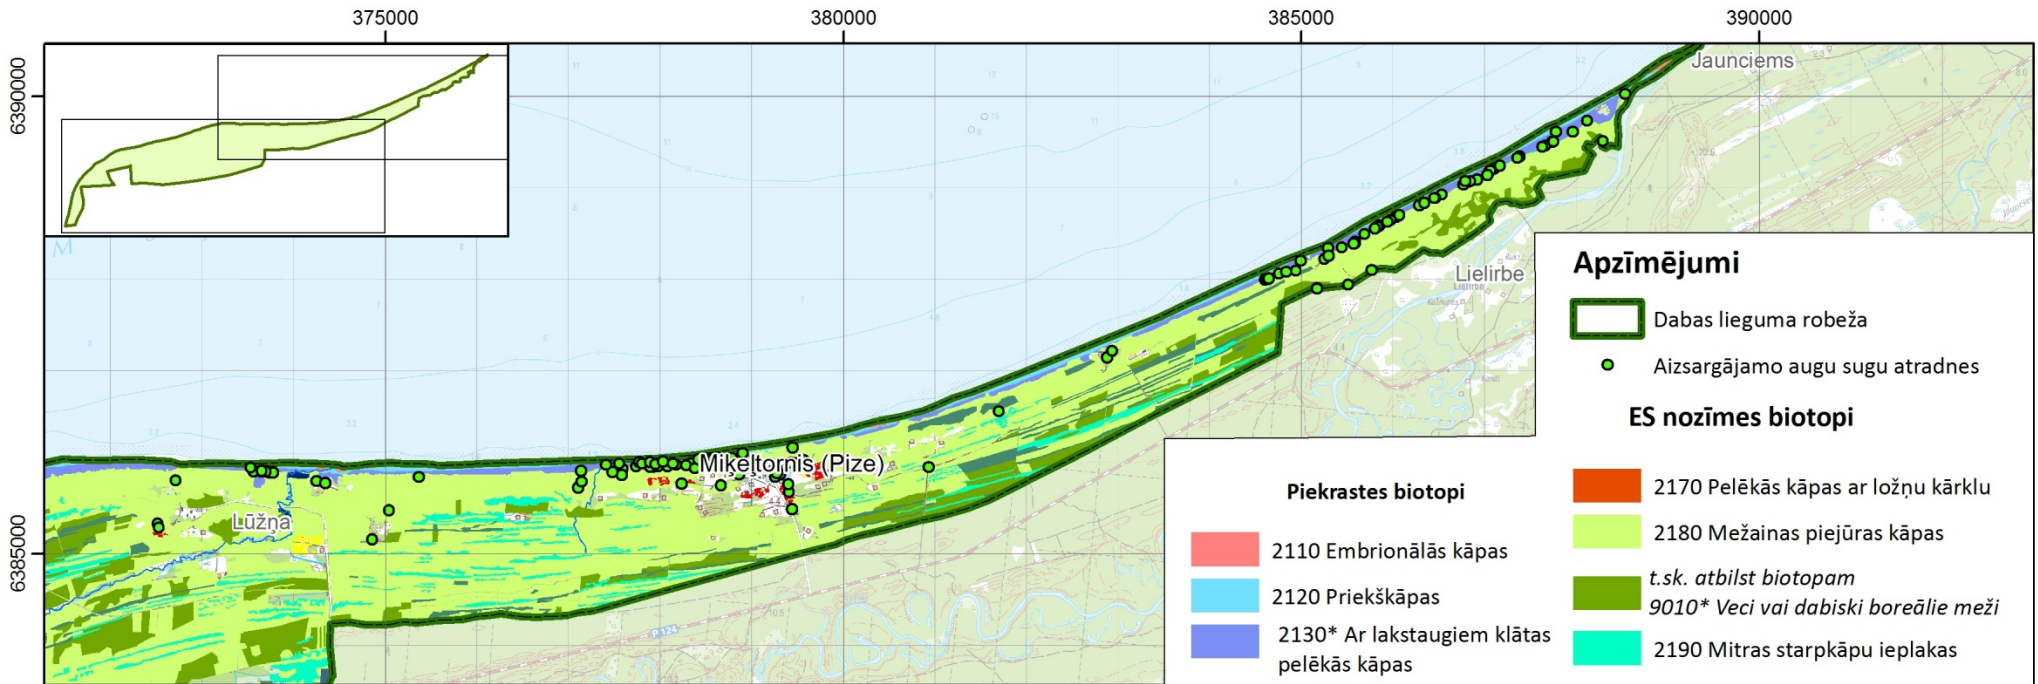 375000
380000
385000
390000
6390000
6385000
Jaunciems
Lielirbe
Lielirbe
Miķeļtornis (Pize)
Lūžņa
P 124
Apzīmējumi
Dabas lieguma robeža
Aizsargājamo augu sugu atradnes
ES nozīmes biotopi
Piekrastes biotopi
2110 Embrionālās kāpas
2120 Priekškāpas
2130* Ar lakstaugiem klātas
pelēkās kāpas
2170 Pelēkās kāpas ar ložņu kārklu
2180 Mežainas piejūras kāpas
t.sk. atbilst biotopam
9010* Veci vai dabiski boreālie meži
2190 Mitras starpkāpu ieplakas